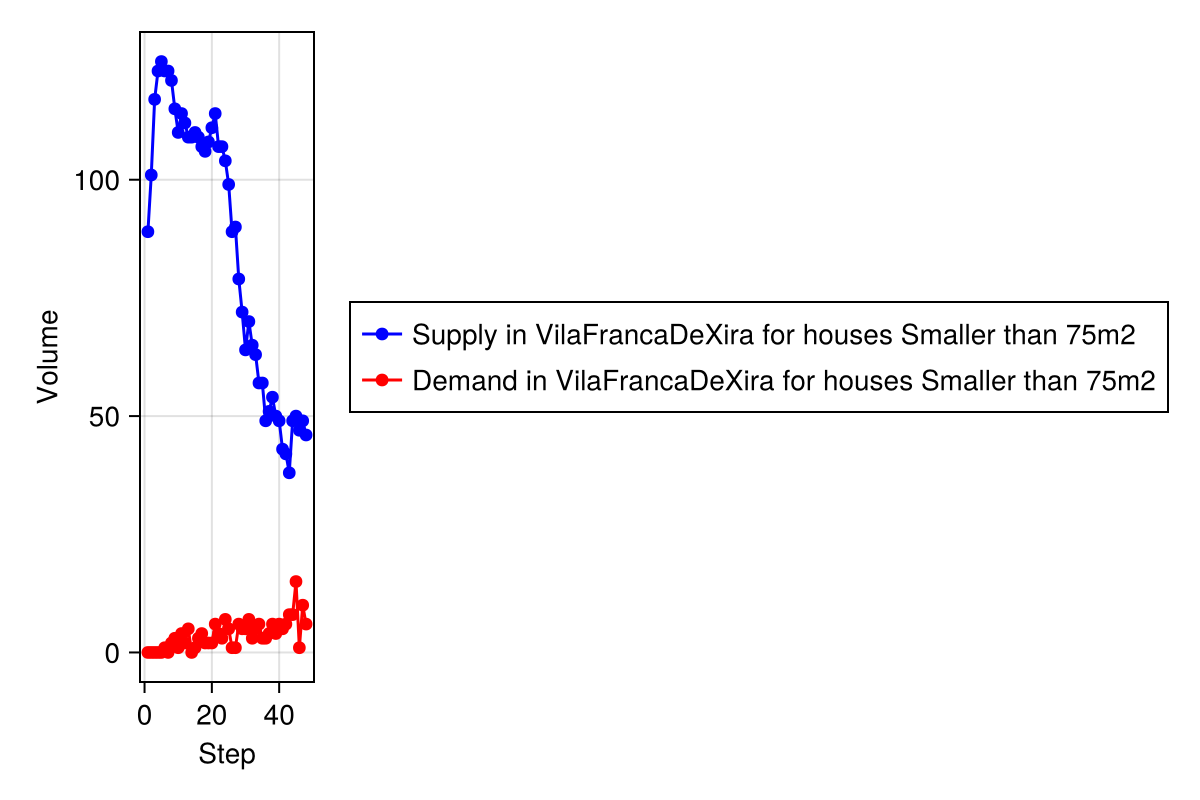 Volume
100
50
0
0 20 40
Step
Supply in VilaFrancaDeXira for houses Smaller than 75m2
Demand in VilaFrancaDeXira for houses Smaller than 75m2